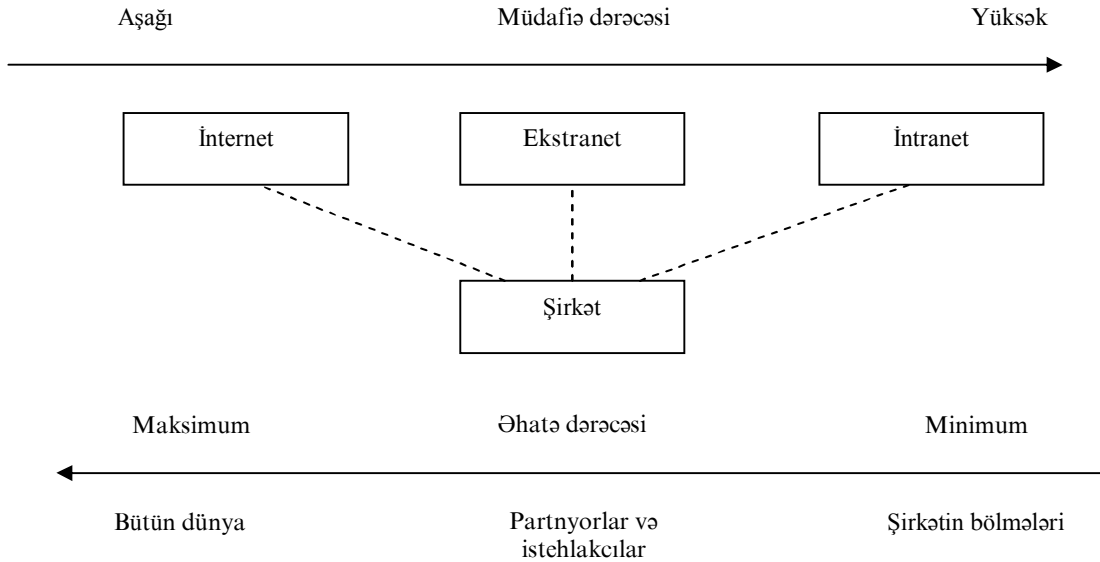 Aşağı Müdafiə dərəcəsi Yüksək
İnternet Ekstranet İntranet
Şirkət
Maksimum Əhatə dərəcəsi Minimum
Bütün dünya Partnyorlar və Şirkətin bölmələri
istehlakcılar